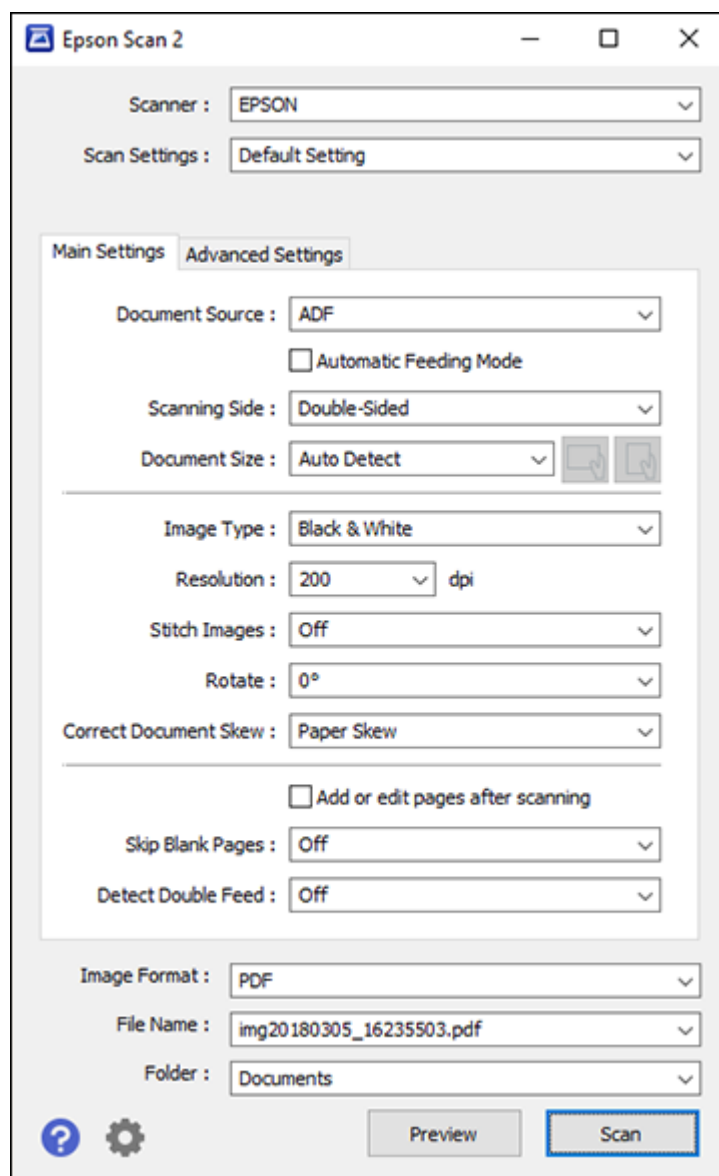 Epson Scan 2
Scanner : EPSON
Scan Settings : Default Setting
Main Settings Advanced Settings
Document Source : ADF
Automatic Feeding Mode
Scanning Side : Double-Sided
Document Size : Auto Detect
Image Type : Black & White
Resolution : 200 dpi
Stitch Images : Off
Rotate : 0°
Correct Document Skew : Paper Skew
Add or edit pages after scanning
Skip Blank Pages : Off
Detect Double Feed : Off
Image Format : PDF
File Name : img20180305_16235503.pdf
Folder : Documents
? Preview Scan